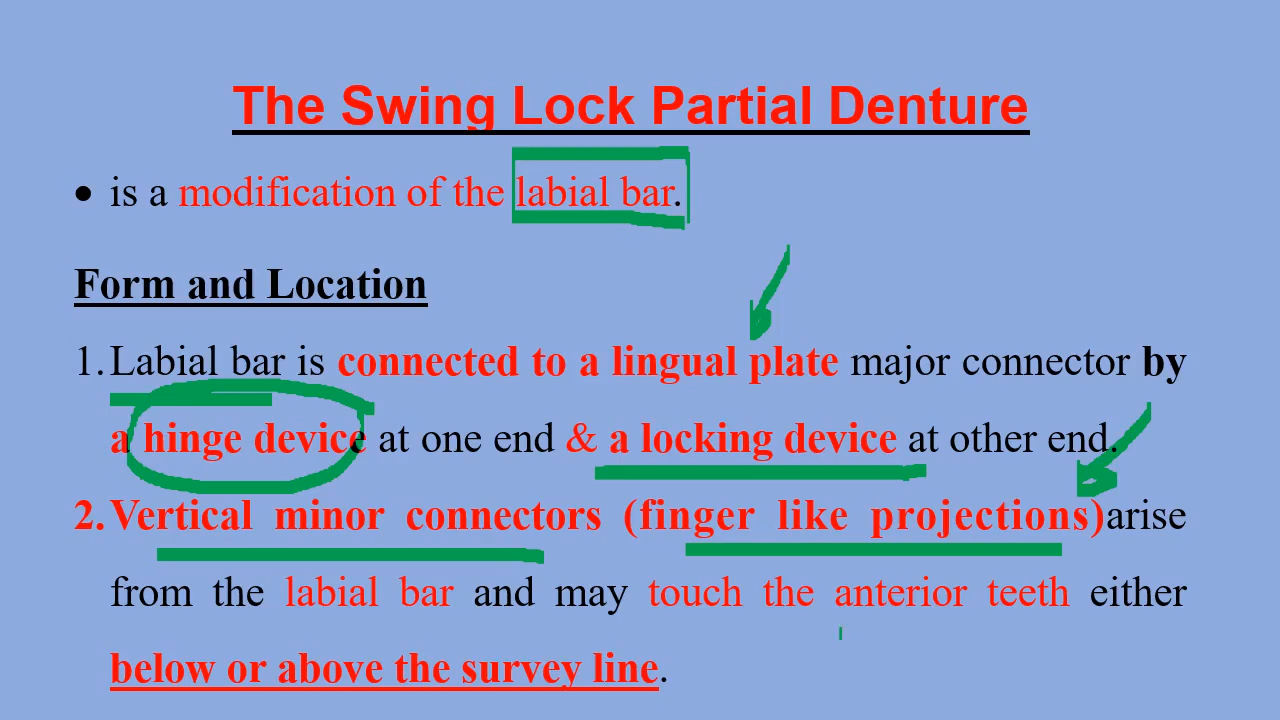 The Swing Lock Partial Denture
• is a modification of the labial bar.
Form and Location
1. Labial bar is connected to a lingual plate major connector by
a hinge device at one end & a locking device at other end.
2. Vertical minor connectors (finger like projections)arise
from the labial bar and may touch the anterior teeth either
below or above the survey line.